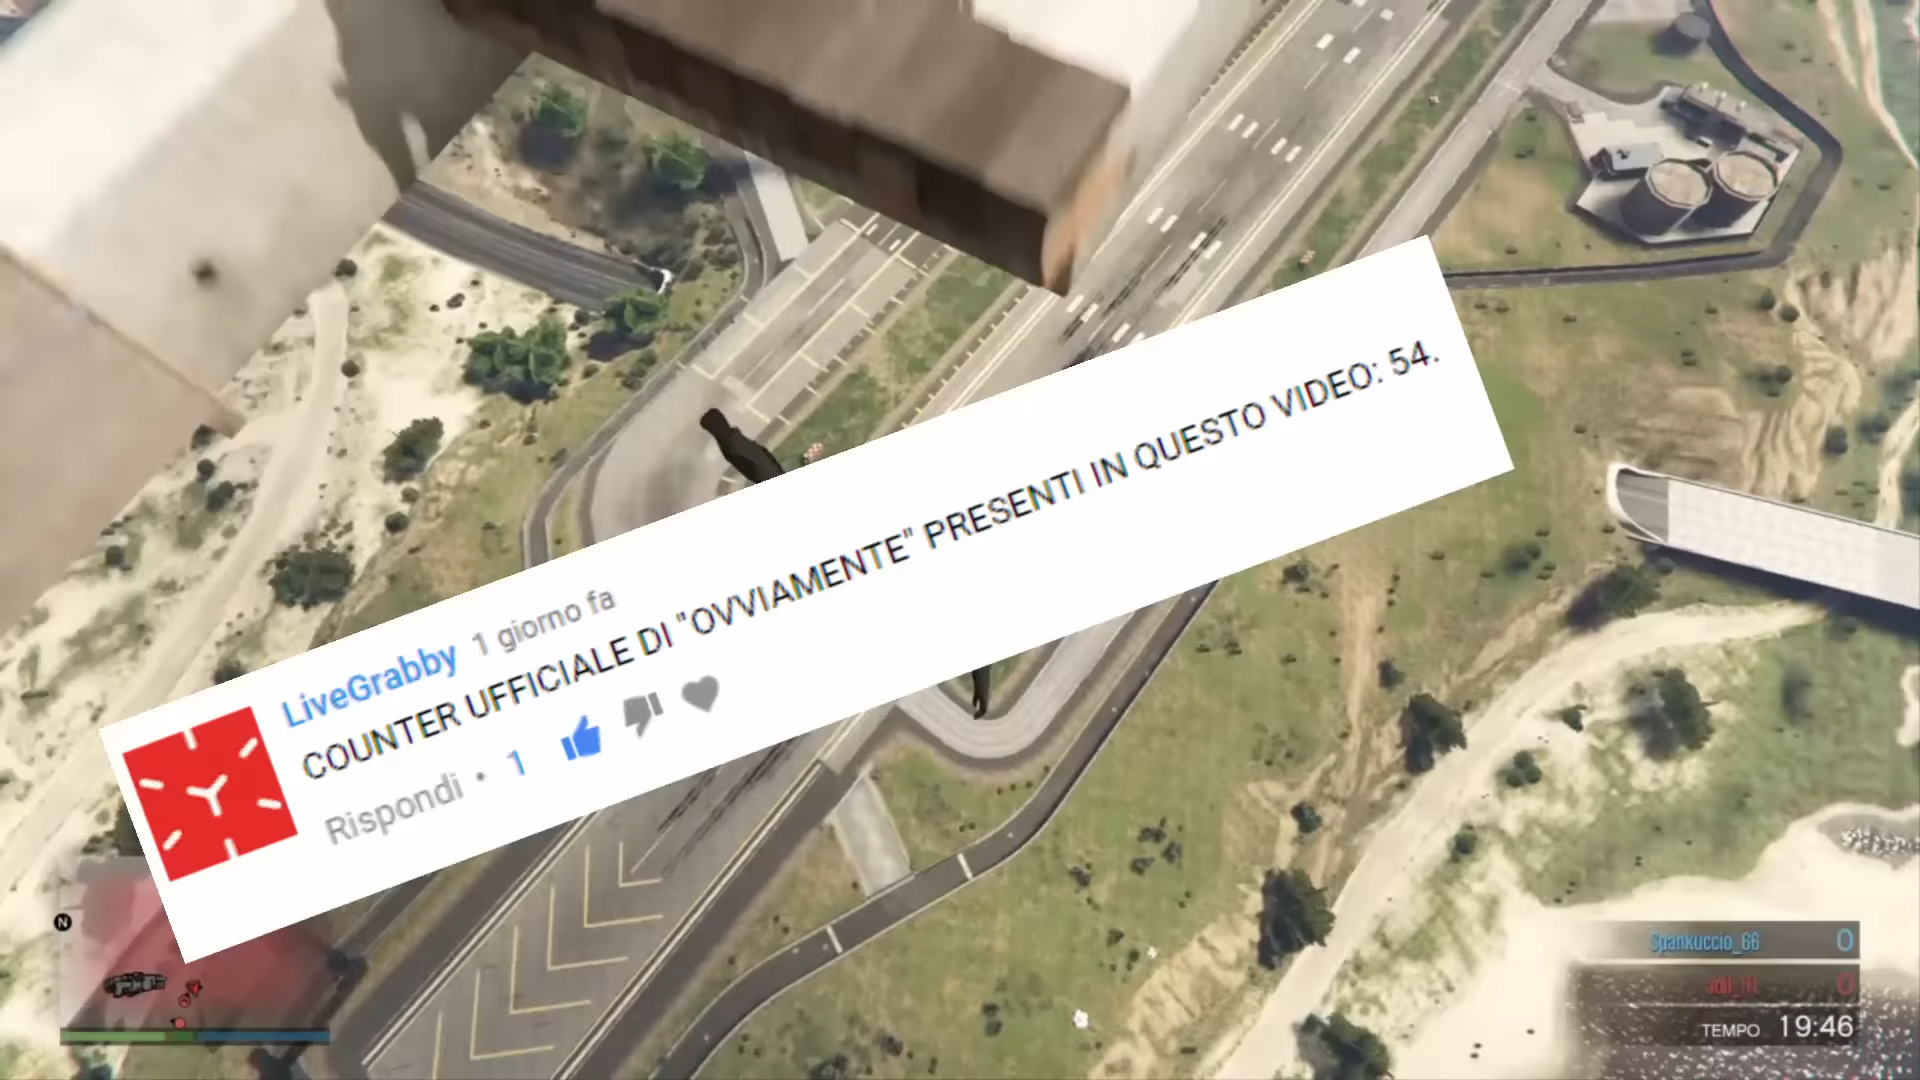 LiveGrabby 1 giorno fa
COUNTER UFFICIALE DI "OVVIAMENTE" PRESENTI IN QUESTO VIDEO: 54.
Rispondi • 1
N
Spankuccio_66 0
0
TEMPO 19:46